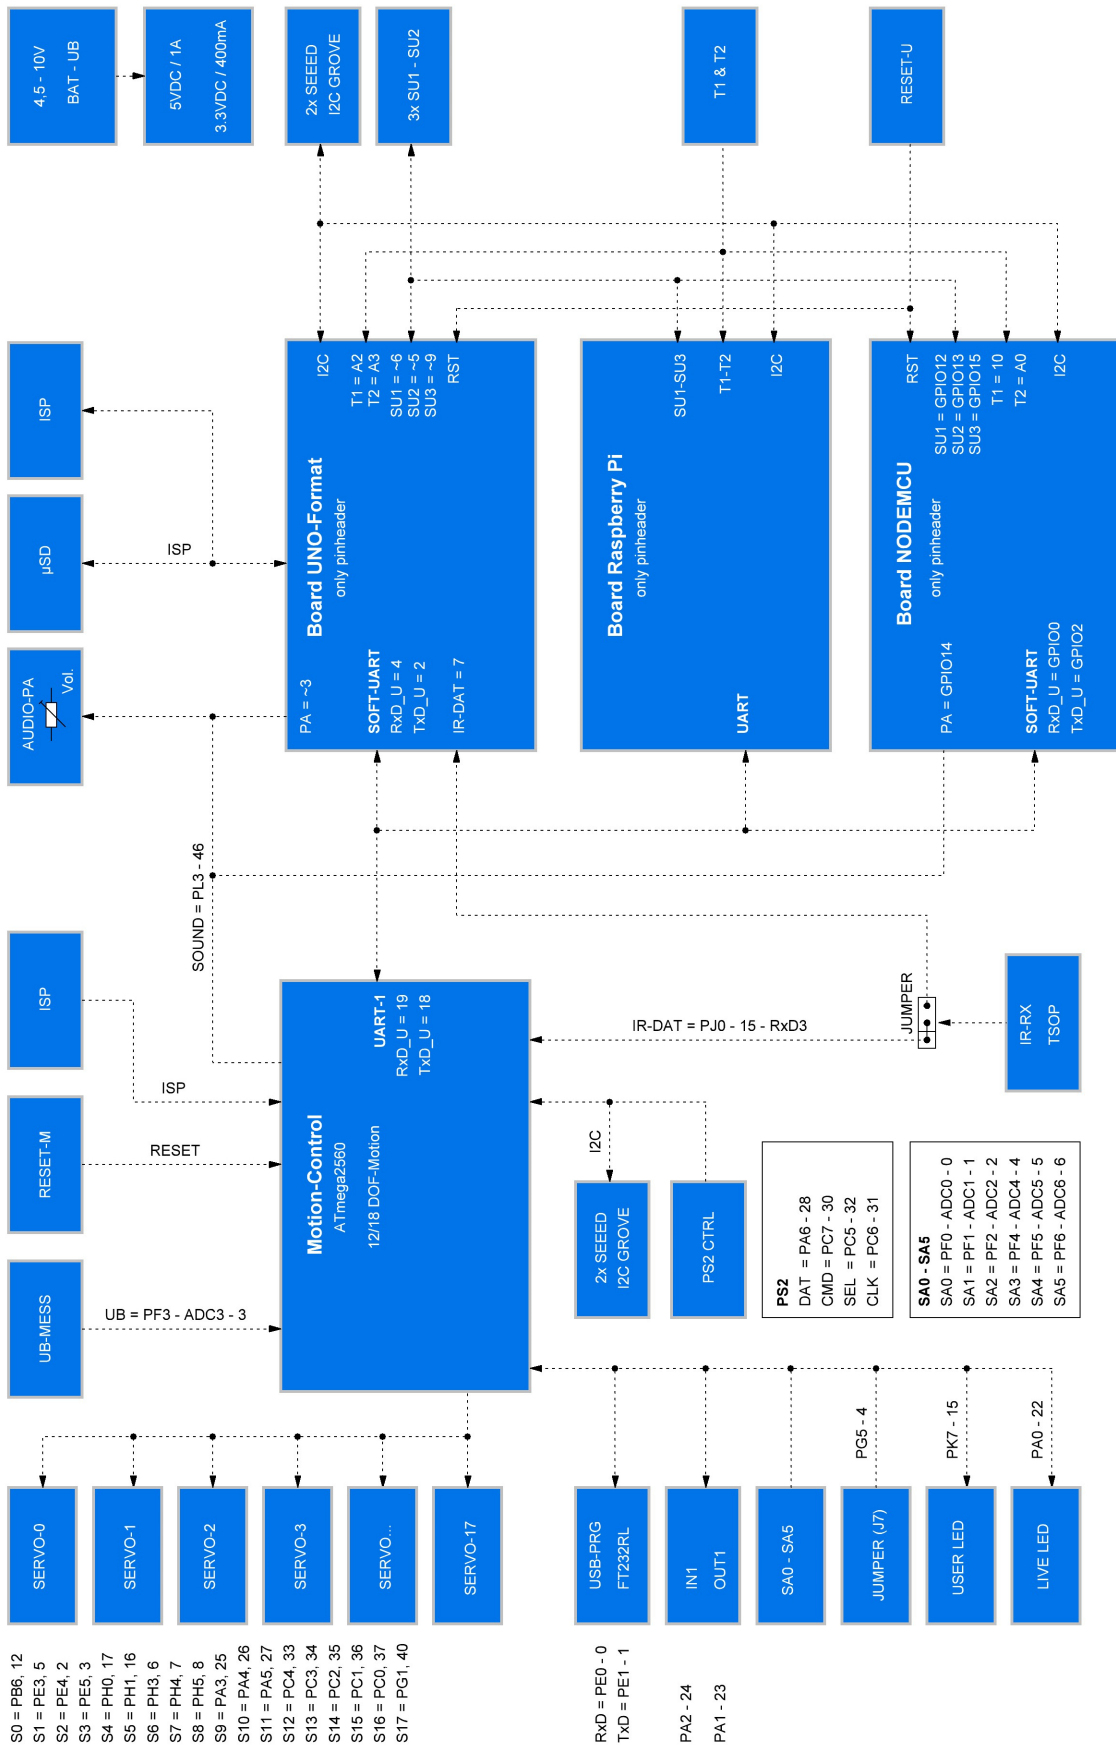 S0 = PB6, 12
S1 = PE3, 5
S2 = PE4, 2
S3 = PE5, 3
S4 = PH0, 17
S5 = PH1, 16
S6 = PH3, 6
S7 = PH4, 7
S8 = PH5, 8
S9 = PA3, 25
S10 = PA4, 26
S11 = PA5, 27
S12 = PC4, 33
S13 = PC3, 34
S14 = PC2, 35
S15 = PC1, 36
S16 = PC0, 37
S17 = PG1, 40
SERVO-0
SERVO-1
SERVO-2
SERVO-3
SERVO...
SERVO-17
RxD = PE0 - 0
TxD = PE1 - 1
PA2 - 24
PA1 - 23
USB-PRG
FT232RL
IN1
OUT1
SA0 - SA5
JUMPER (J7)
USER LED
LIVE LED
PG5 - 4
PK7 - 15
PA0 - 22
UB-MESS
UB = PF3 - ADC3 - 3
RESET-M
RESET
ISP
ISP
Motion-Control
ATmega2560
12/18 DOF-Motion
UART-1
RxD_U = 19
TxD_U = 18
2x SEEED
I2C GROVE
I2C
PS2 CTRL
PS2
DAT = PA6 - 28
CMD = PC7 - 30
SEL = PC5 - 32
CLK = PC6 - 31
SA0 - SA5
SA0 = PF0 - ADC0 - 0
SA1 = PF1 - ADC1 - 1
SA2 = PF2 - ADC2 - 2
SA3 = PF4 - ADC4 - 4
SA4 = PF5 - ADC5 - 5
SA5 = PF6 - ADC6 - 6
IR-DAT = PJ0 - 15 - RxD3
JUMPER
IR-RX
TSOP
SOUND = PL3 - 46
AUDIO-PA
Vol.
µSD
ISP
ISP
Board UNO-Format
only pinheader
PA = ~3
SOFT-UART
RxD_U = 4
TxD_U = 2
IR-DAT = 7
I2C
T1 = A2
T2 = A3
SU1 = ~6
SU2 = ~5
SU3 = ~9
RST
Board Raspberry Pi
only pinheader
UART
SU1-SU3
T1-T2
I2C
Board NODEMCU
only pinheader
PA = GPIO14
SOFT-UART
RxD_U = GPIO0
TxD_U = GPIO2
RST
SU1 = GPIO12
SU2 = GPIO13
SU3 = GPIO15
T1 = 10
T2 = A0
I2C
4,5 - 10V
BAT - UB
5VDC / 1A
3.3VDC / 400mA
2x SEEED
I2C GROVE
3x SU1 - SU2
T1 & T2
RESET-U